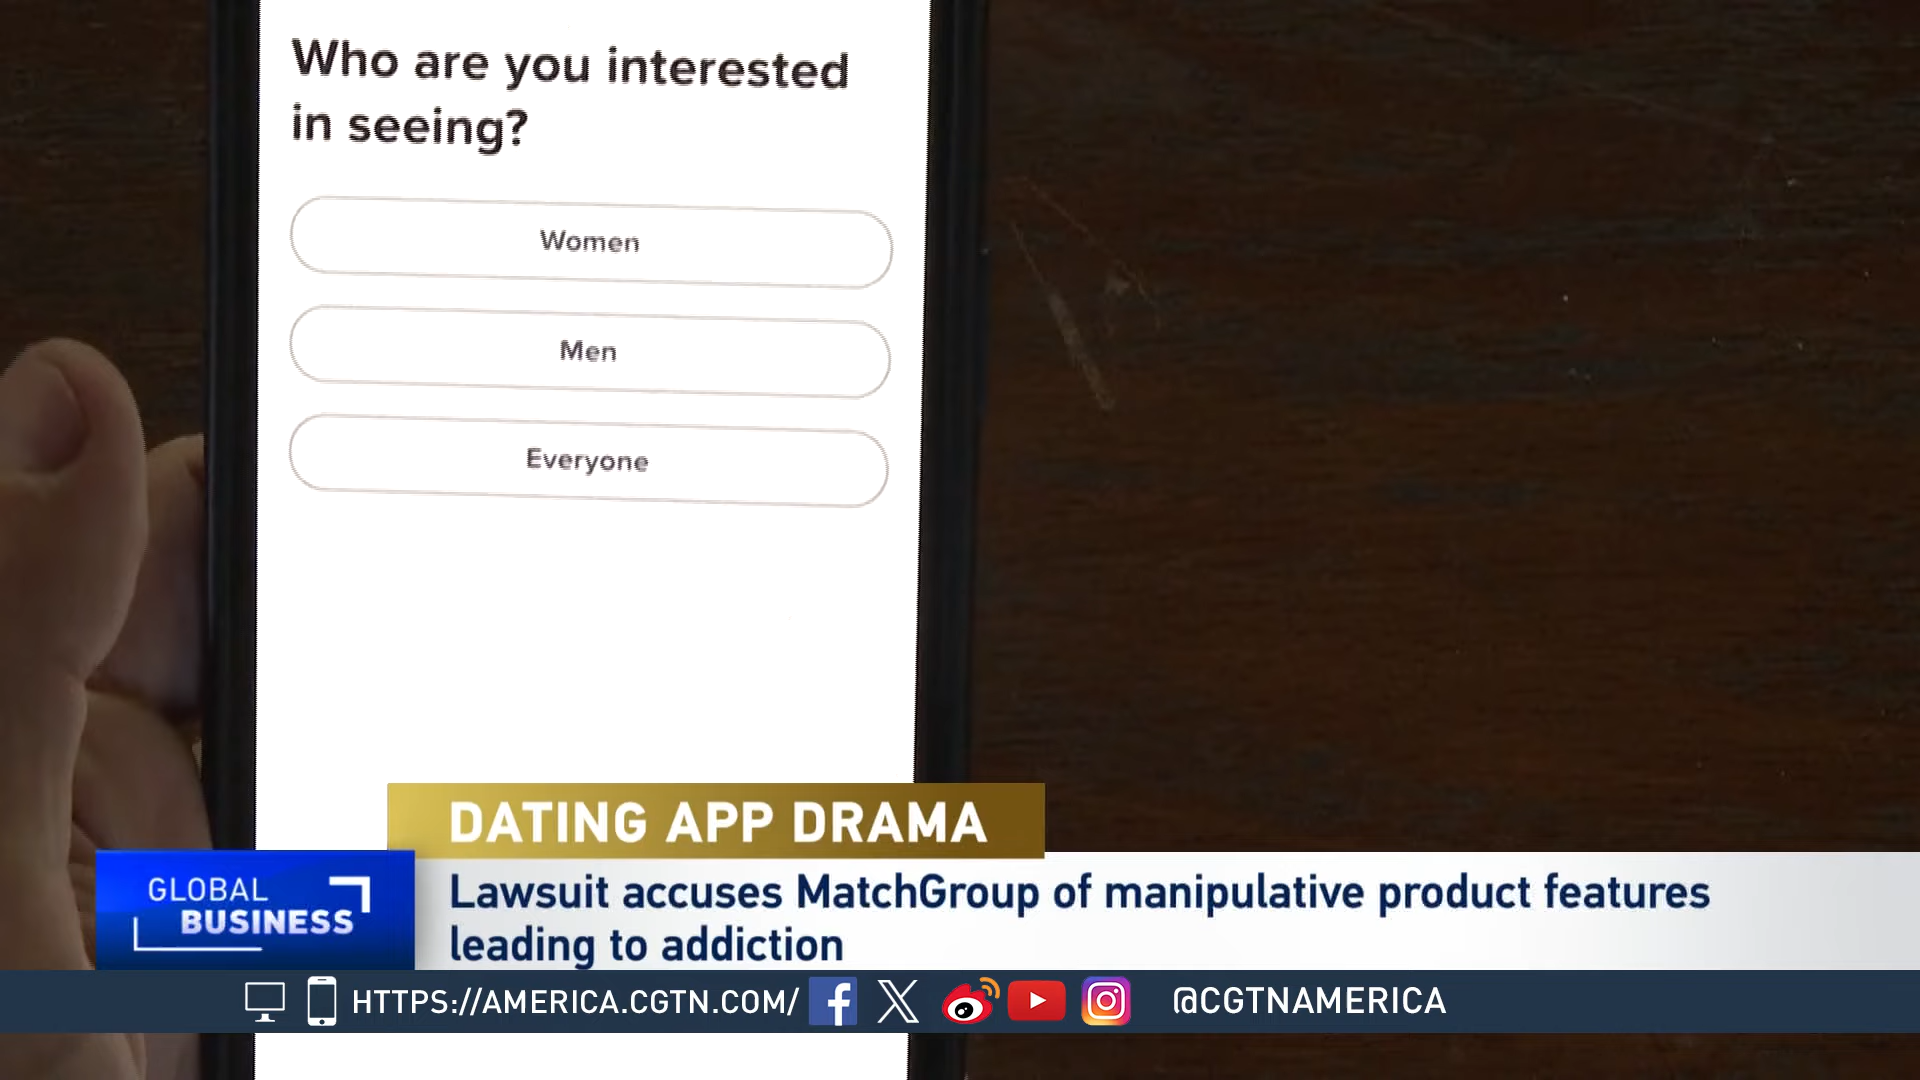 Who are you interested
in seeing?
Women
Men
Everyone
DATING APP DRAMA
GLOBAL
BUSINESS
Lawsuit accuses MatchGroup of manipulative product features
leading to addiction
HTTPS://AMERICA.CGTN.COM/ @CGTNAMERICA